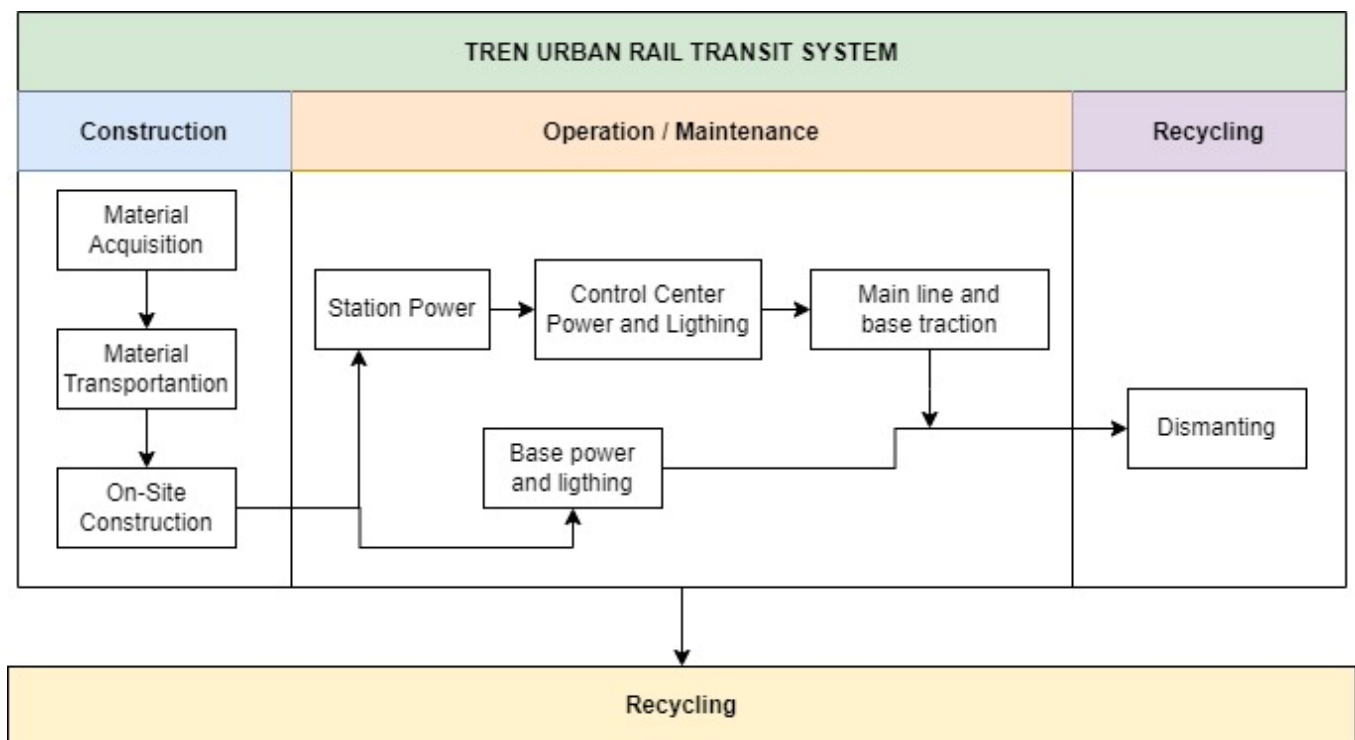 TREN URBAN RAIL TRANSIT SYSTEM
Construction
Operation / Maintenance
Recycling
Material
Acquisition
Material
Transportantion
On-Site
Construction
Station Power
Control Center
Power and Ligthing
Main line and
base traction
Base power
and ligthing
Dismanting
Recycling